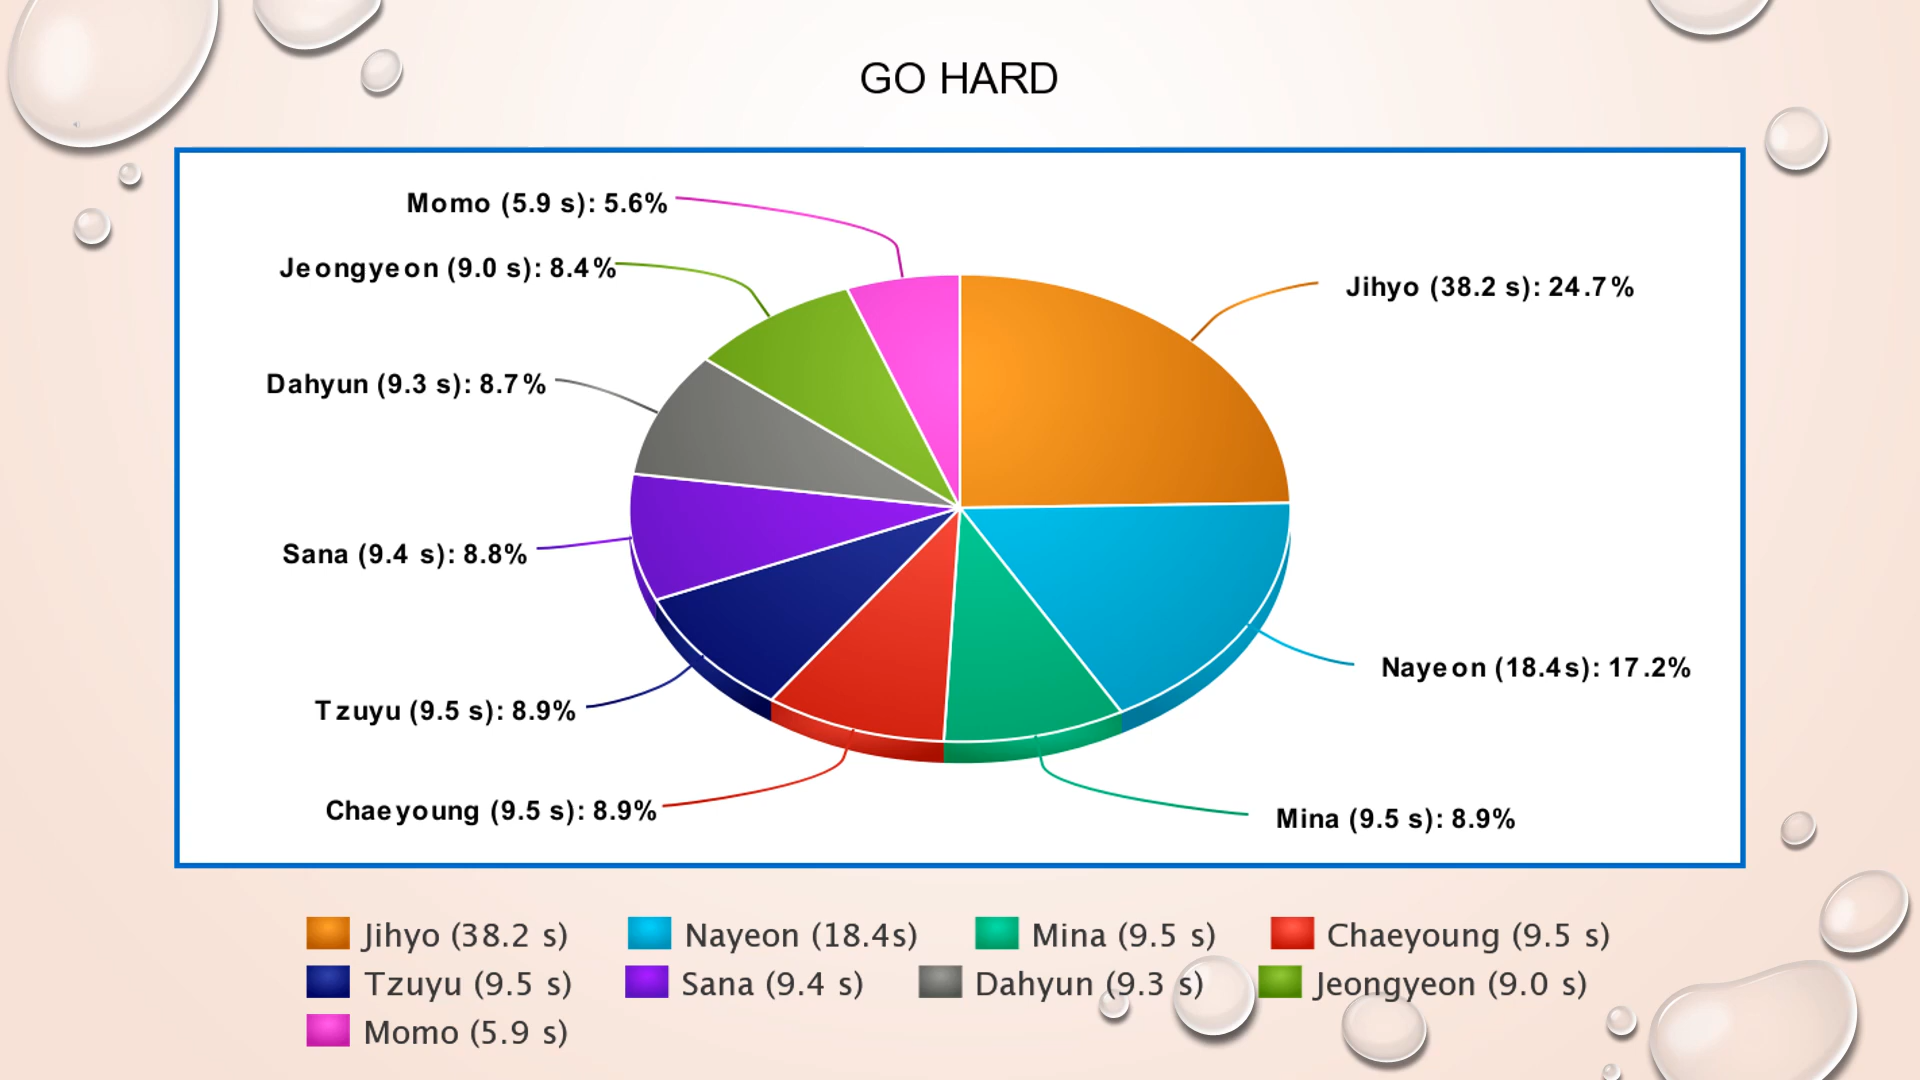 GO HARD
Momo (5.9 s): 5.6%
Jeongyeon (9.0 s): 8.4%
Jihyo (38.2 s): 24.7%
Dahyun (9.3 s): 8.7%
Sana (9.4 s): 8.8%
Nayeon (18.4s): 17.2%
Tzuyu (9.5 s): 8.9%
Chaeyoung (9.5 s): 8.9%
Mina (9.5 s): 8.9%
Jihyo (38.2 s) Nayeon (18.4s) Mina (9.5 s) Chaeyoung (9.5 s)
Tzuyu (9.5 s) Sana (9.4 s) Dahyun (9.3 s) Jeongyeon (9.0 s)
Momo (5.9 s)